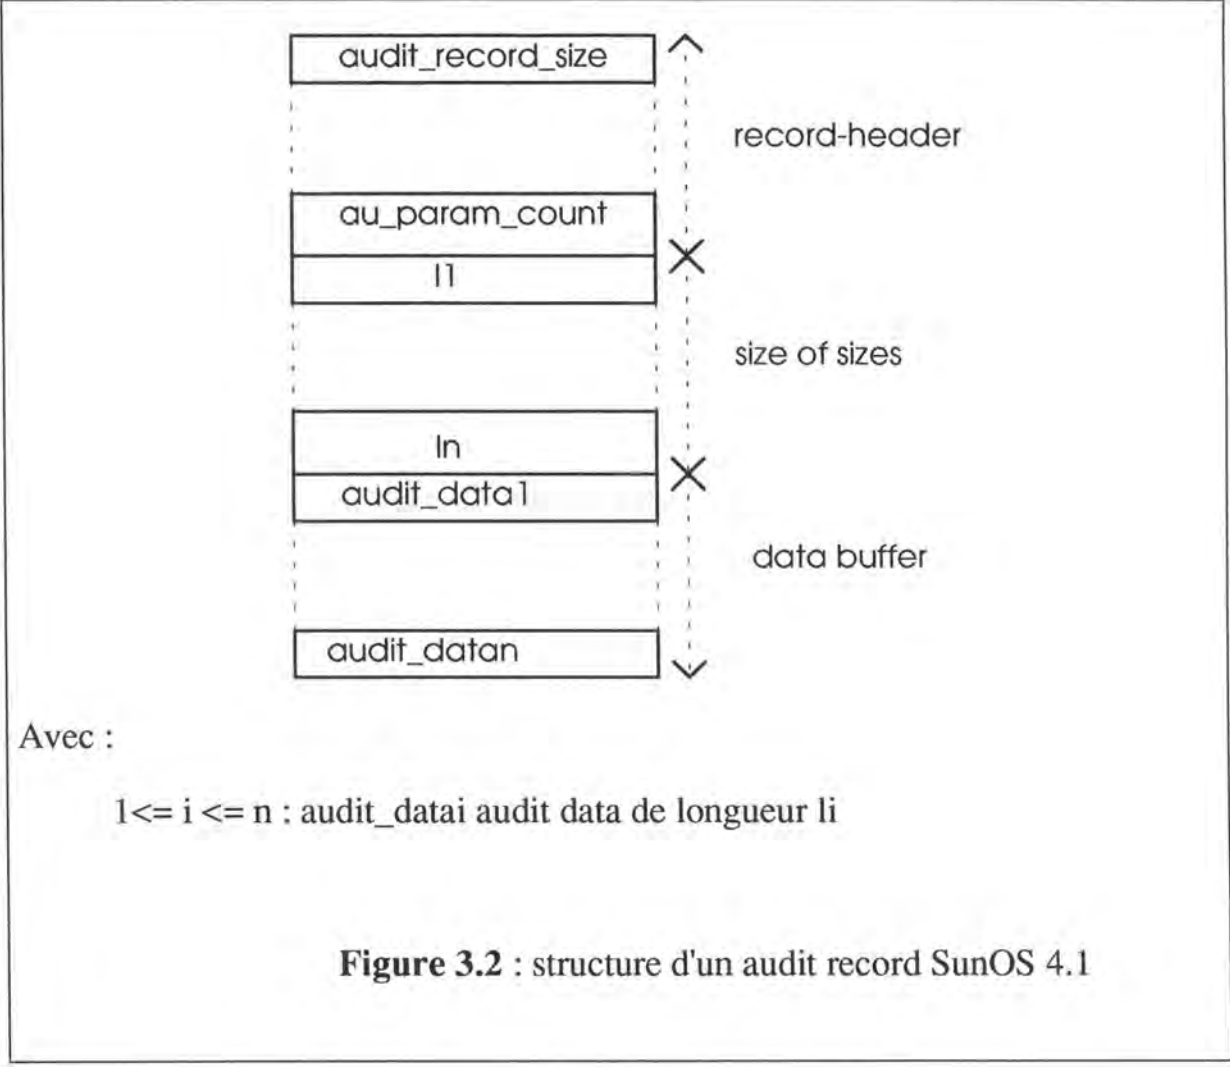 audit_record_size
record-header
au_param_count
l1
size of sizes
ln
audit_data1
data buffer
audit_datan
Avec :
1<= i <= n : audit_datai audit data de longueur li
Figure 3.2 : structure d'un audit record SunOS 4.1